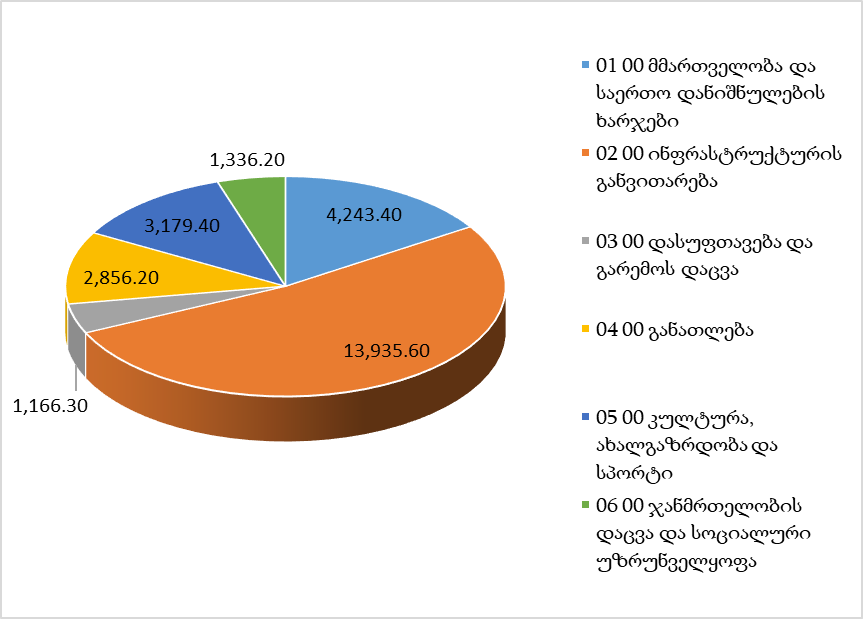 1,336.20
4,243.40
3,179.40
2,856.20
13,935.60
1,166.30
01 00 მმართველობა და
საერთო დანიშნულების
ხარჯები
02 00 ინფრასტრუქტურის
განვითარება
03 00 დასუფთავება და
გარემოს დაცვა
04 00 განათლება
05 00 კულტურა,
ახალგაზრდობა და
სპორტი
06 00 ჯანმრთელობის
დაცვა და სოციალური
უზრუნველყოფა